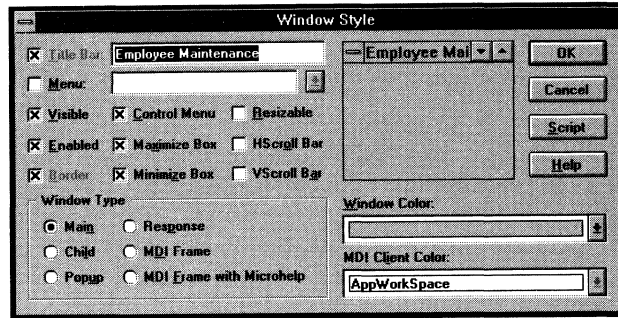 Window Style
Title Bar: Employee Maintenance
Menu:
Visible Control Menu Resizable
Enabled Maximize Box HScroll Bar
Border Minimize Box VScroll Bar
Window Type
Main Response
Child MDI Frame
Popup MDI Frame with Microhelp
Employee Mai
OK
Cancel
Script
Help
Window Color:
MDI Client Color:
AppWorkSpace